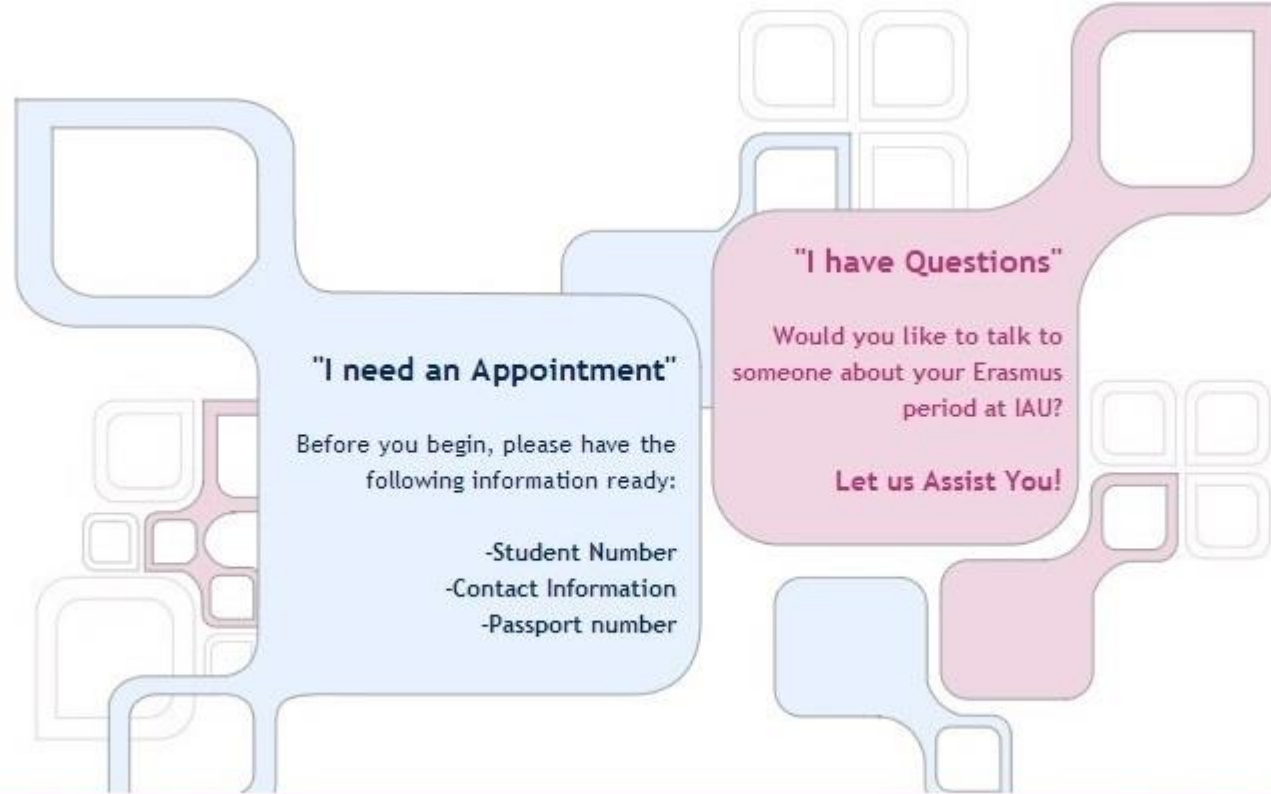 "I need an Appointment"
Before you begin, please have the
following information ready:
-Student Number
-Contact Information
-Passport number
"I have Questions"
Would you like to talk to
someone about your Erasmus
period at IAU?
Let us Assist You!